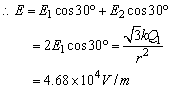 ∴ E = E₁ cos 30° + E₂ cos 30°
= 2E₁ cos 30° = √3kQ₁/r²
= 4.68×10⁴ V/m